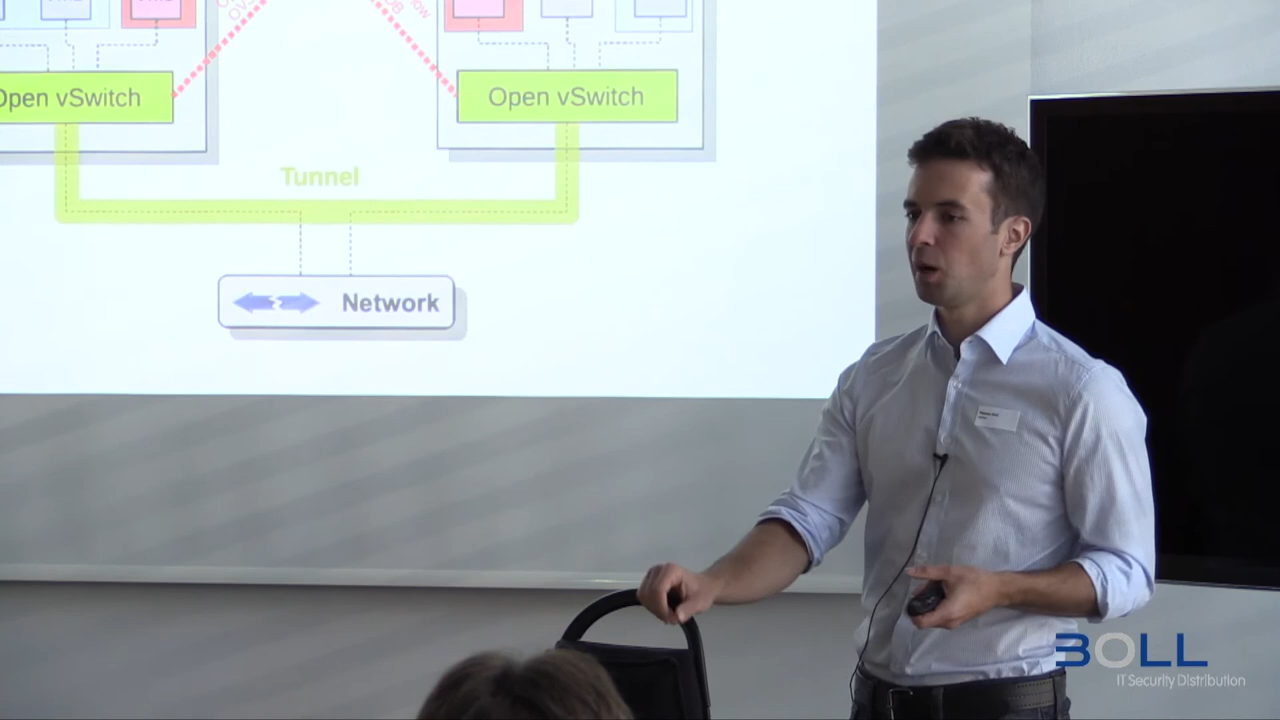 Open vSwitch
Open vSwitch
Tunnel
Network
BOLL
IT Security Distribution